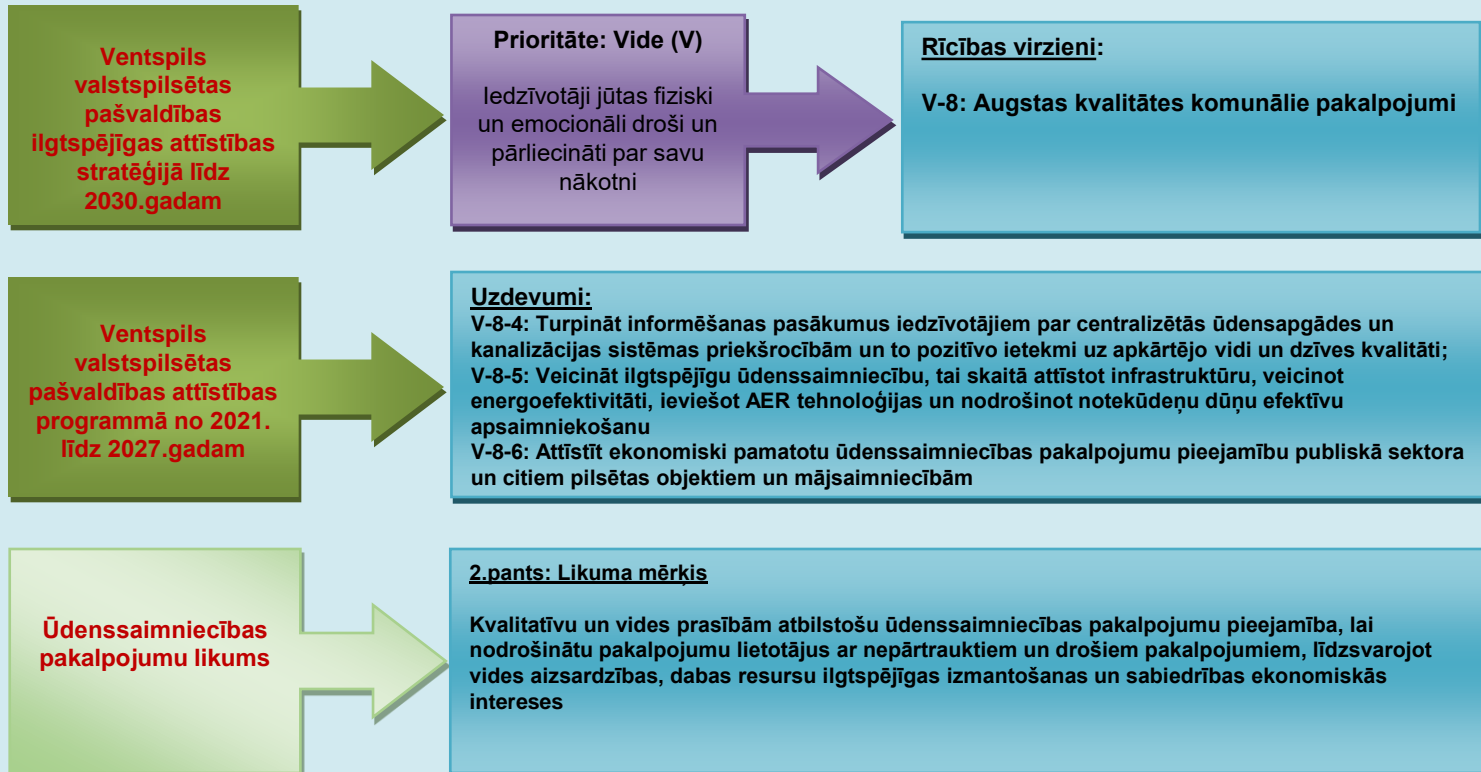 Ventspils
valstspilsētas
pašvaldības
ilgtspējīgas attīstības
stratēģijā līdz
2030.gadam
Prioritāte: Vide (V)
Iedzīvotāji jūtas fiziski
un emocionāli droši un
pārliecināti par savu
nākotni
Rīcības virzieni:
V-8: Augstas kvalitātes komunālie pakalpojumi
Ventspils
valstspilsētas
pašvaldības attīstības
programmā no 2021.
līdz 2027.gadam
Uzdevumi:
V-8-4: Turpināt informēšanas pasākumus iedzīvotājiem par centralizētās ūdensapgādes un
kanalizācijas sistēmas priekšrocībām un to pozitīvo ietekmi uz apkārtējo vidi un dzīves kvalitāti;
V-8-5: Veicināt ilgtspējīgu ūdenssaimniecību, tai skaitā attīstot infrastruktūru, veicinot
energoefektivitāti, ieviešot AER tehnoloģijas un nodrošinot notekūdeņu dūņu efektīvu
apsaimniekošanu
V-8-6: Attīstīt ekonomiski pamatotu ūdenssaimniecības pakalpojumu pieejamību publiskā sektora
un citiem pilsētas objektiem un mājsaimniecībām
Ūdenssaimniecības
pakalpojumu likums
2.pants: Likuma mērķis
Kvalitatīvu un vides prasībām atbilstošu ūdenssaimniecības pakalpojumu pieejamība, lai
nodrošinātu pakalpojumu lietotājus ar nepārtrauktiem un drošiem pakalpojumiem, līdzsvarojot
vides aizsardzības, dabas resursu ilgtspējīgas izmantošanas un sabiedrības ekonomiskās
intereses